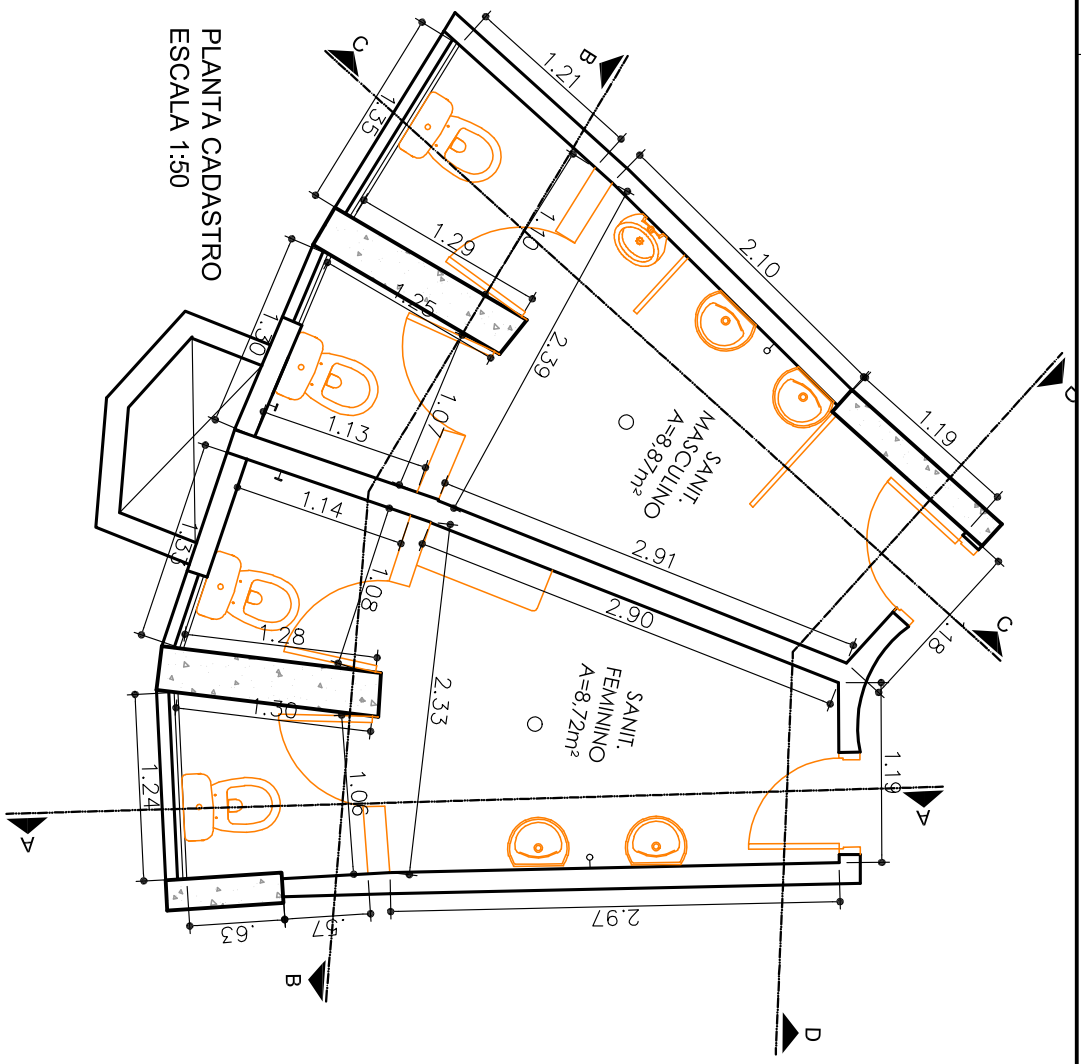 PLANTA CADASTRO
ESCALA 1:50
C
B
1.21
1.35
1.10
1.29
1.25
2.10
2.39
1.19
D
1.30
1.13
1.07
SANIT.
MASCULINO
A=8,87m²
2.91
C
.18
1.14
1.33
1.08
2.90
1.28
1.30
2.33
SANIT.
FEMININO
A=8,72m²
1.19
1.24
1.06
A
A
.63
.57
2.97
B
D